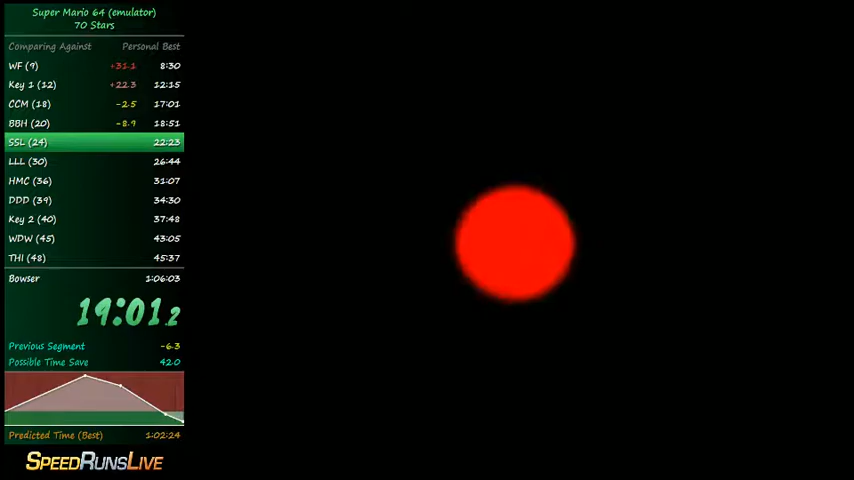 Super Mario 64 (emulator)
70 Stars
Comparing Against Personal Best
WF (9) +31.1 8:30
Key 1 (12) +22.3 12:15
CCM (18) -2.5 17:01
BBH (20) -8.9 18:51
SSL (24) 22:23
LLL (30) 26:44
HMC (36) 31:07
DDD (39) 34:30
Key 2 (40) 37:48
WDW (45) 43:05
THI (48) 45:37
Bowser 1:06:03
19:01.2
Previous Segment -6.3
Possible Time Save 42.0
Predicted Time (Best) 1:02:24
SPEEDRUNSLIVE